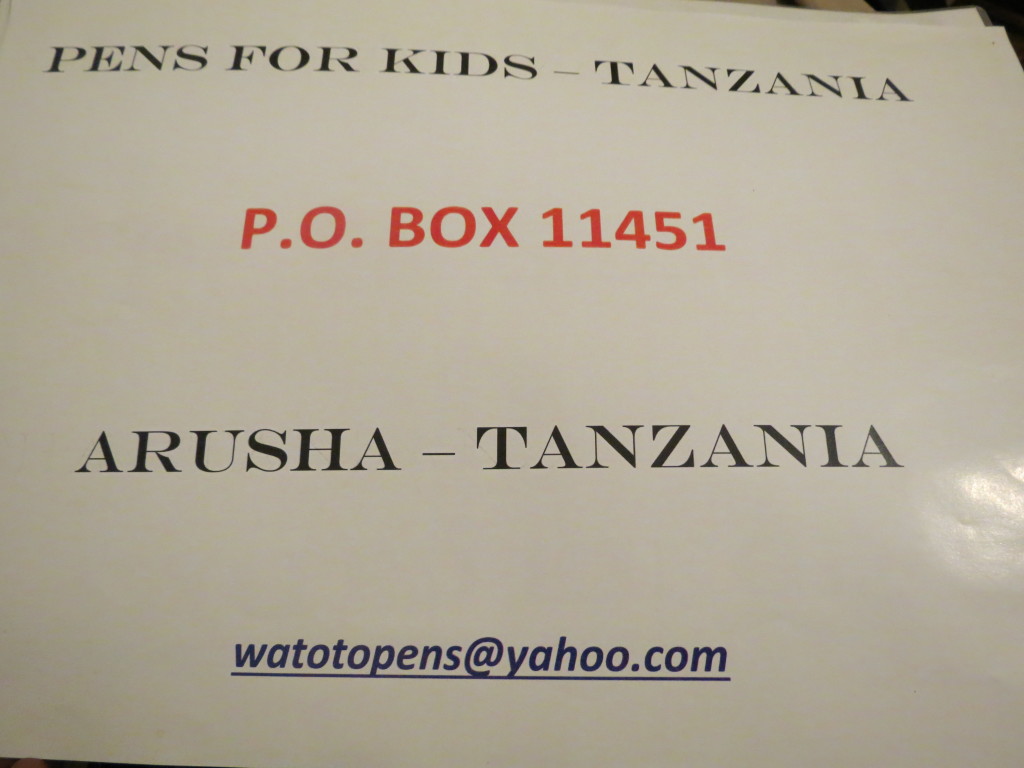 PENS FOR KIDS – TANZANIA
P.O. BOX 11451
ARUSHA – TANZANIA
watotopens@yahoo.com